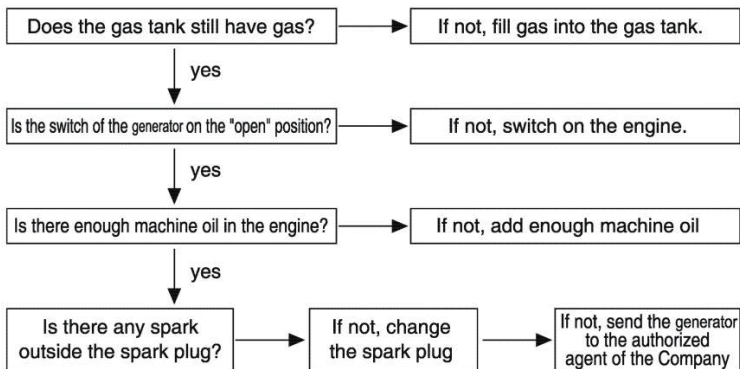 Does the gas tank still have gas?
If not, fill gas into the gas tank.
yes
Is the switch of the generator on the "open" position?
If not, switch on the engine.
yes
Is there enough machine oil in the engine?
If not, add enough machine oil
yes
Is there any spark
outside the spark plug?
If not, change
the spark plug
If not, send the generator
to the authorized
agent of the Company